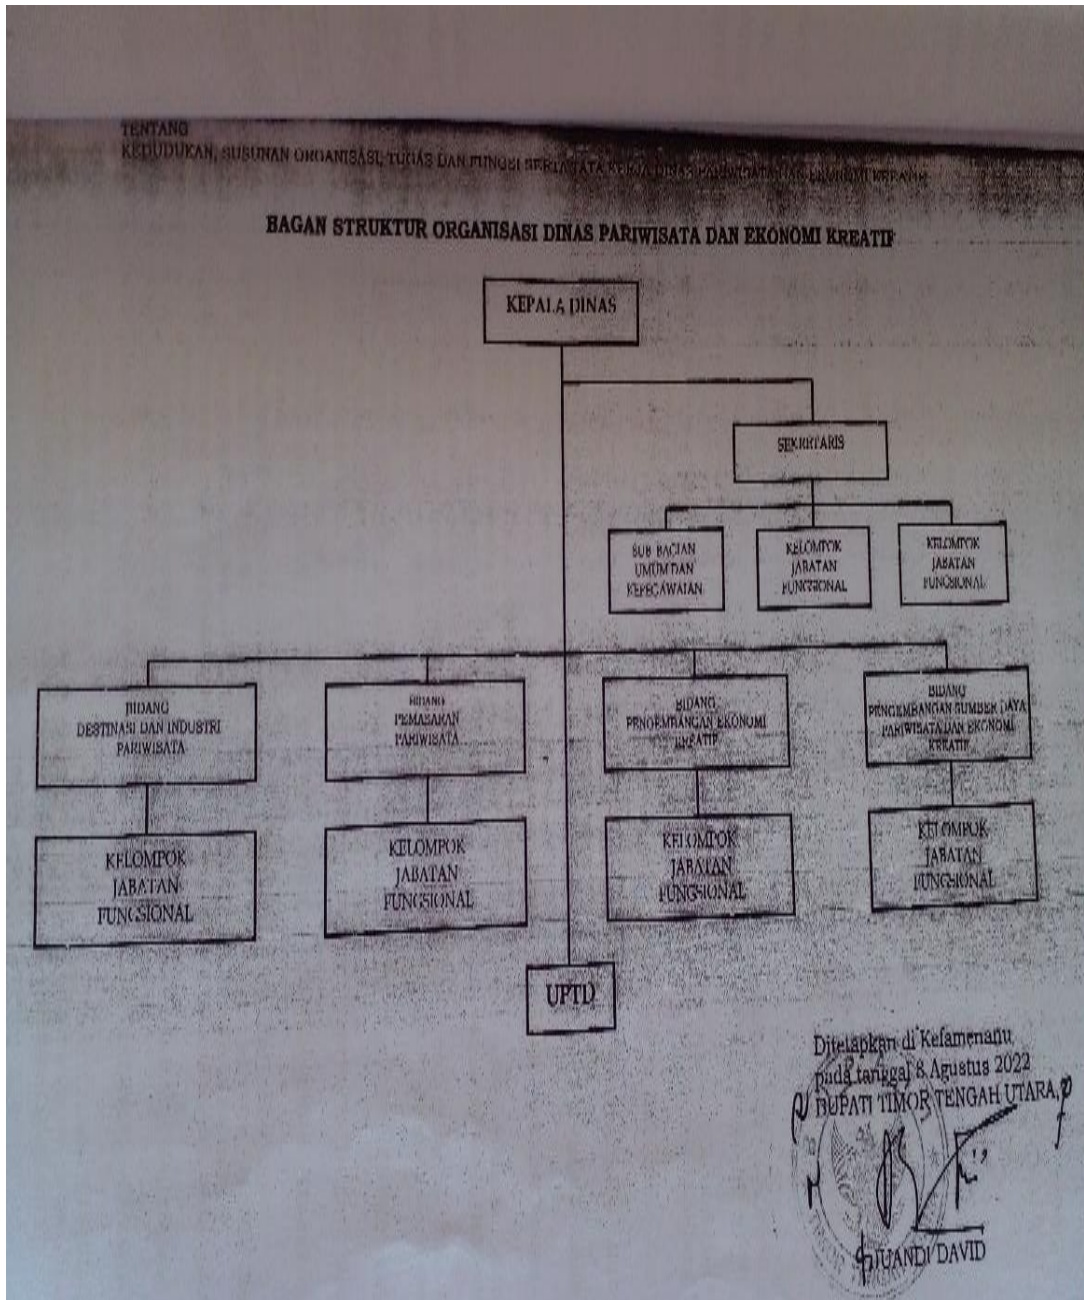 TENTANG
KEDUDUKAN, SUSUNAN ORGANISASI, TUGAS DAN FUNGSI SERTA TATA KERJA DINAS PARIWISATA DAN EKONOMI KREATIF
BAGAN STRUKTUR ORGANISASI DINAS PARIWISATA DAN EKONOMI KREATIF
KEPALA DINAS
SEKRETARIS
SUB BAGIAN
UMUM DAN
KEPEGAWAIAN
KELOMPOK
JABATAN
FUNGSIONAL
KELOMPOK
JABATAN
FUNGSIONAL
BIDANG
DESTINASI DAN INDUSTRI
PARIWISATA
BIDANG
PEMASARAN
PARIWISATA
BIDANG
PENGEMBANGAN EKONOMI
KREATIF
BIDANG
PENGEMBANGAN SUMBER DAYA
PARIWISATA DAN EKONOMI
KREATIF
KELOMPOK
JABATAN
FUNGSIONAL
KELOMPOK
JABATAN
FUNGSIONAL
KELOMPOK
JABATAN
FUNGSIONAL
KELOMPOK
JABATAN
FUNGSIONAL
UPTD
Ditetapkan di Kefamenanu
pada tanggal 8 Agustus 2022
BUPATI TIMOR TENGAH UTARA,
DAVID